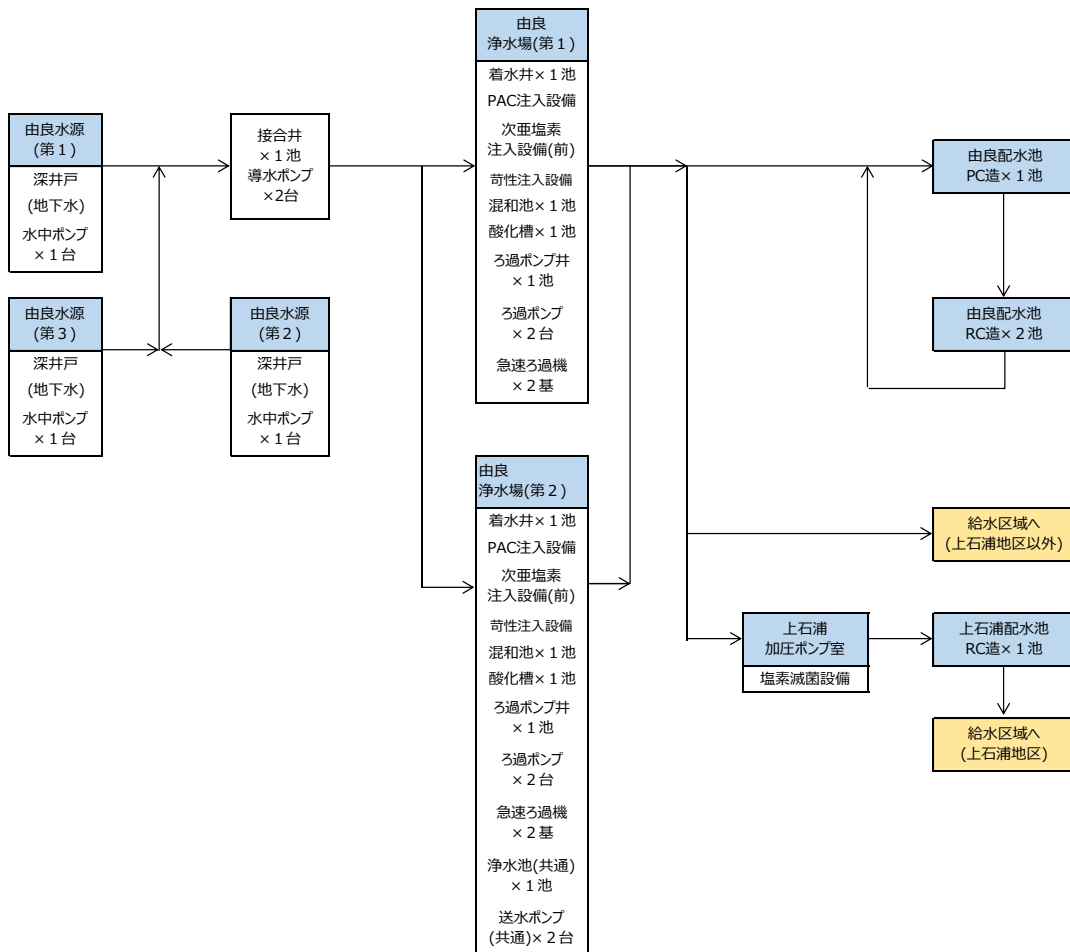 由良水源
(第１)
深井戸
(地下水)
水中ポンプ
×１台
由良水源
(第３)
深井戸
(地下水)
水中ポンプ
×１台
由良水源
(第２)
深井戸
(地下水)
水中ポンプ
×１台
接合井
×１池
導水ポンプ
×2台
由良
浄水場(第１)
着水井×１池
PAC注入設備
次亜塩素
注入設備(前)
苛性注入設備
混和池×１池
酸化槽×１池
ろ過ポンプ井
×１池
ろ過ポンプ
×２台
急速ろ過機
×２基
由良
浄水場(第２)
着水井×１池
PAC注入設備
次亜塩素
注入設備(前)
苛性注入設備
混和池×１池
酸化槽×１池
ろ過ポンプ井
×１池
ろ過ポンプ
×２台
急速ろ過機
×２基
浄水池(共通)
×１池
送水ポンプ
(共通)×２台
由良配水池
PC造×１池
由良配水池
RC造×２池
給水区域へ
(上石浦地区以外)
上石浦
加圧ポンプ室
塩素滅菌設備
上石浦配水池
RC造×１池
給水区域へ
(上石浦地区)